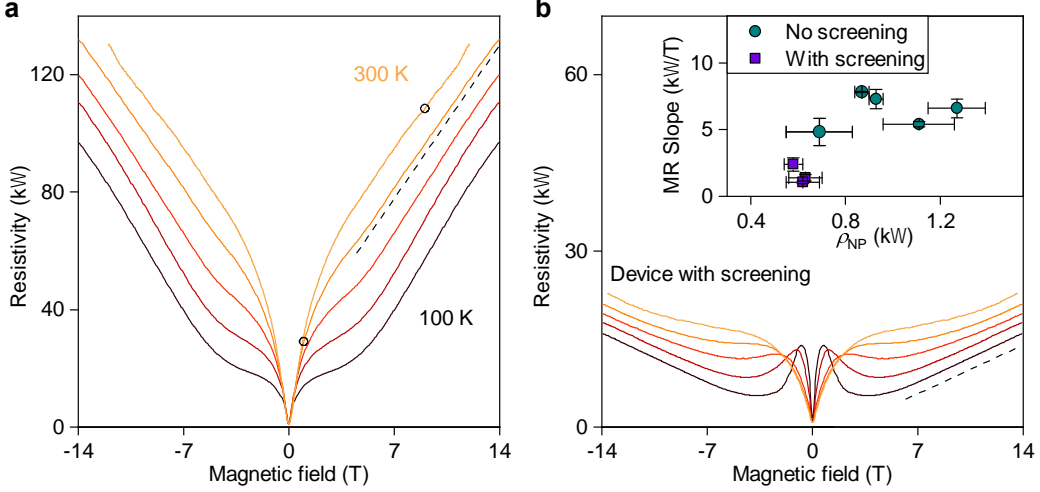 a
Resistivity (kW)
120
80
40
0
300 K
100 K
-14
-7
0
7
14
Magnetic field (T)
b
Resistivity (kW)
60
30
0
No screening
With screening
MR Slope (kW/T)
10
5
0
0.4
0.8
1.2
ρNP (kW)
Device with screening
-14
-7
0
7
14
Magnetic field (T)